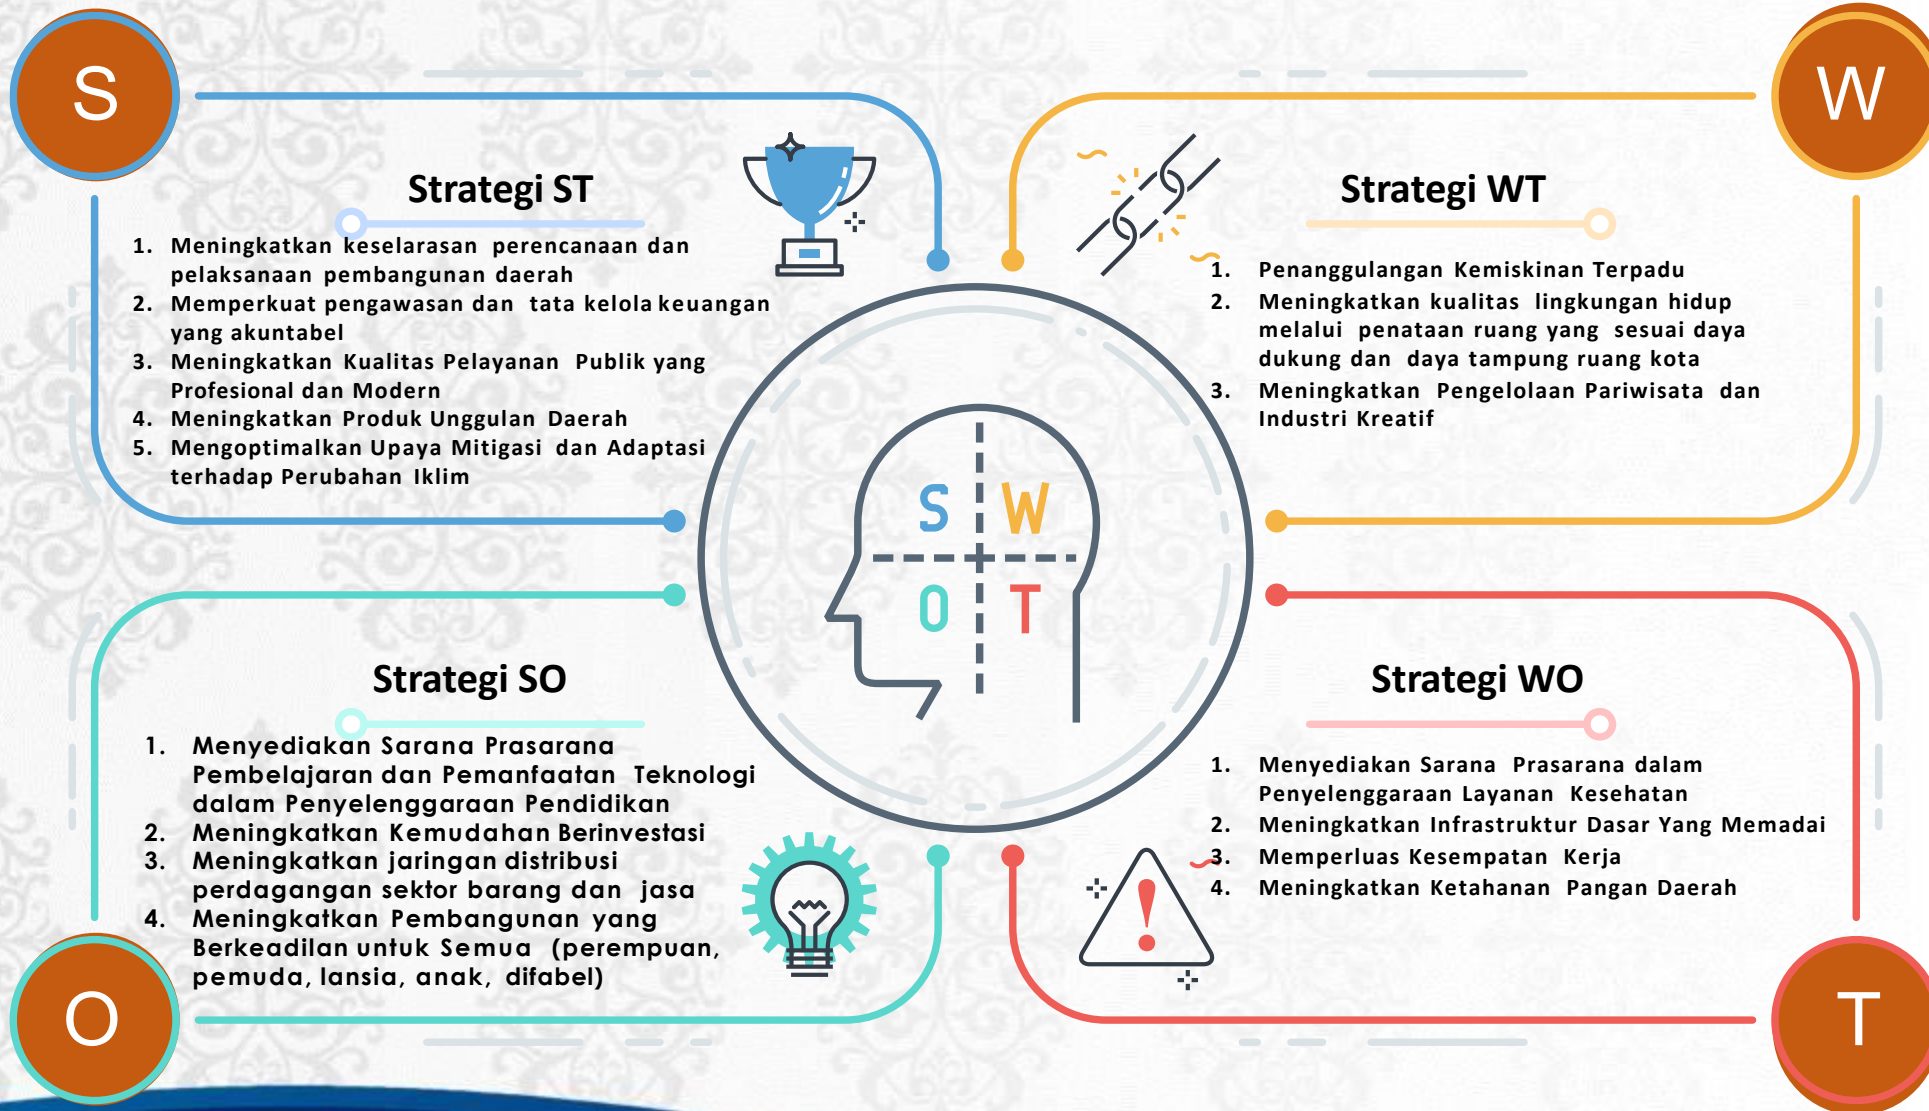 S
Strategi ST
1. Meningkatkan keselarasan perencanaan dan
pelaksanaan pembangunan daerah
2. Memperkuat pengawasan dan tata kelola keuangan
yang akuntabel
3. Meningkatkan Kualitas Pelayanan Publik yang
Profesional dan Modern
4. Meningkatkan Produk Unggulan Daerah
5. Mengoptimalkan Upaya Mitigasi dan Adaptasi
terhadap Perubahan Iklim
W
Strategi WT
1. Penanggulangan Kemiskinan Terpadu
2. Meningkatkan kualitas lingkungan hidup
melalui penataan ruang yang sesuai daya
dukung dan daya tampung ruang kota
3. Meningkatkan Pengelolaan Pariwisata dan
Industri Kreatif
S W
O T
Strategi SO
1. Menyediakan Sarana Prasarana
Pembelajaran dan Pemanfaatan Teknologi
dalam Penyelenggaraan Pendidikan
2. Meningkatkan Kemudahan Berinvestasi
3. Meningkatkan jaringan distribusi
perdagangan sektor barang dan jasa
4. Meningkatkan Pembangunan yang
Berkeadilan untuk Semua (perempuan,
pemuda, lansia, anak, difabel)
O
Strategi WO
1. Menyediakan Sarana Prasarana dalam
Penyelenggaraan Layanan Kesehatan
2. Meningkatkan Infrastruktur Dasar Yang Memadai
3. Memperluas Kesempatan Kerja
4. Meningkatkan Ketahanan Pangan Daerah
!
T